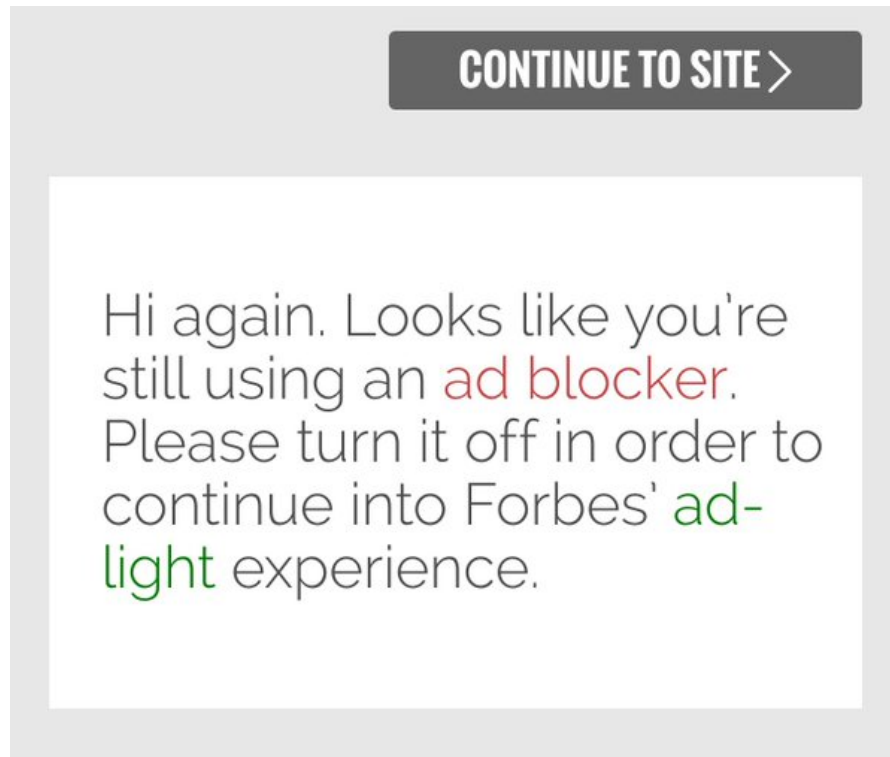 CONTINUE TO SITE >
Hi again. Looks like you're
still using an ad blocker.
Please turn it off in order to
continue into Forbes' ad-
light experience.